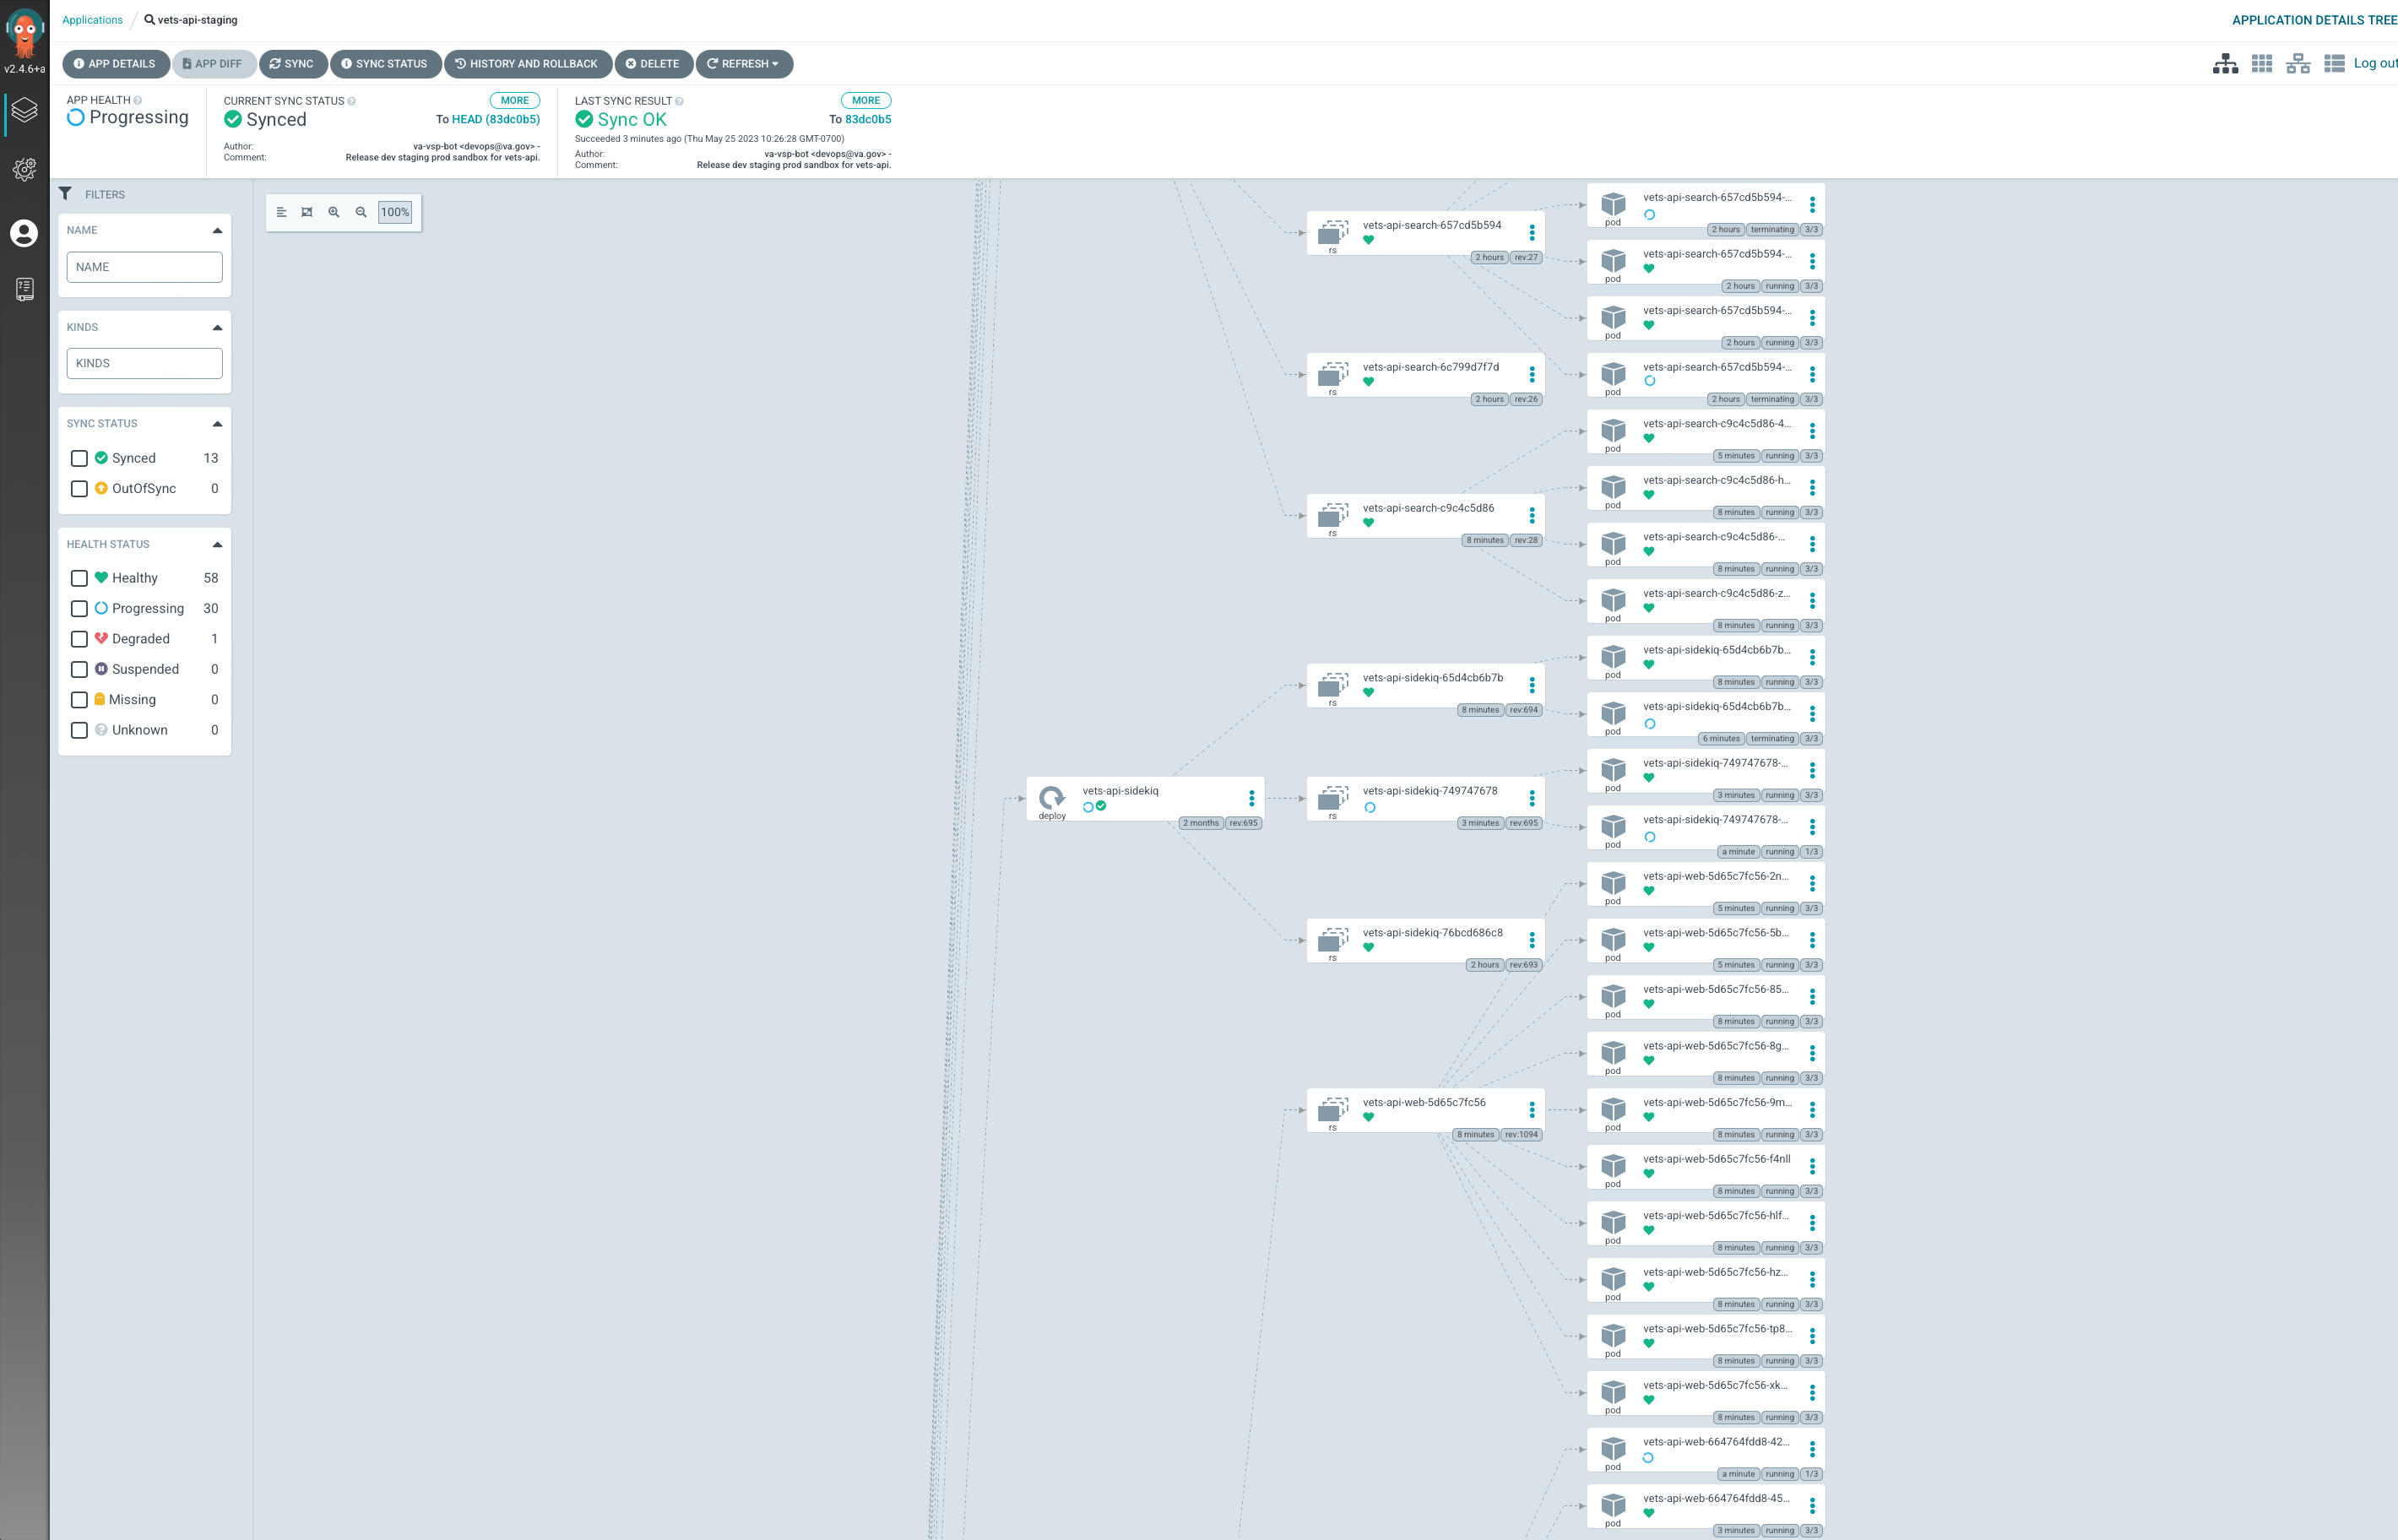 Applications / vets-api-staging
APPLICATION DETAILS TREE
v2.4.6+a
APP DETAILS APP DIFF SYNC SYNC STATUS HISTORY AND ROLLBACK DELETE REFRESH
Log out
APP HEALTH
Progressing
CURRENT SYNC STATUS MORE
Synced To HEAD (83dc0b5)
Author: va-vsp-bot <devops@va.gov> -
Comment: Release dev staging prod sandbox for vets-api.
LAST SYNC RESULT MORE
Sync OK To 83dc0b5
Succeeded 3 minutes ago (Thu May 25 2023 10:26:28 GMT-0700)
Author: va-vsp-bot <devops@va.gov> -
Comment: Release dev staging prod sandbox for vets-api.
FILTERS
NAME
NAME
KINDS
KINDS
SYNC STATUS
Synced 13
OutOfSync 0
HEALTH STATUS
Healthy 58
Progressing 30
Degraded 1
Suspended 0
Missing 0
Unknown 0
100%
vets-api-sidekiq
deploy
2 months rev:695
vets-api-search-657cd5b594
rs
2 hours rev:27
vets-api-search-6c799d7f7d
rs
2 hours rev:26
vets-api-search-c9c4c5d86
rs
8 minutes rev:28
vets-api-sidekiq-65d4cb6b7b
rs
8 minutes rev:694
vets-api-sidekiq-749747678
rs
3 minutes rev:695
vets-api-sidekiq-76bcd686c8
rs
2 hours rev:693
vets-api-web-5d65c7fc56
rs
8 minutes rev:1094
vets-api-search-657cd5b594-...
pod
2 hours terminating 3/3
vets-api-search-657cd5b594-...
pod
2 hours running 3/3
vets-api-search-657cd5b594-...
pod
2 hours running 3/3
vets-api-search-657cd5b594-...
pod
2 hours terminating 3/3
vets-api-search-c9c4c5d86-4...
pod
5 minutes running 3/3
vets-api-search-c9c4c5d86-h...
pod
8 minutes running 3/3
vets-api-search-c9c4c5d86-...
pod
8 minutes running 3/3
vets-api-search-c9c4c5d86-z...
pod
8 minutes running 3/3
vets-api-sidekiq-65d4cb6b7b...
pod
8 minutes running 3/3
vets-api-sidekiq-65d4cb6b7b...
pod
6 minutes terminating 3/3
vets-api-sidekiq-749747678-...
pod
3 minutes running 3/3
vets-api-sidekiq-749747678-...
pod
a minute running 1/3
vets-api-web-5d65c7fc56-2n...
pod
5 minutes running 3/3
vets-api-web-5d65c7fc56-5b...
pod
5 minutes running 3/3
vets-api-web-5d65c7fc56-85...
pod
8 minutes running 3/3
vets-api-web-5d65c7fc56-8g...
pod
8 minutes running 3/3
vets-api-web-5d65c7fc56-9m...
pod
8 minutes running 3/3
vets-api-web-5d65c7fc56-f4nll
pod
8 minutes running 3/3
vets-api-web-5d65c7fc56-hlf...
pod
8 minutes running 3/3
vets-api-web-5d65c7fc56-hz...
pod
8 minutes running 3/3
vets-api-web-5d65c7fc56-tp8...
pod
8 minutes running 3/3
vets-api-web-5d65c7fc56-xk...
pod
8 minutes running 3/3
vets-api-web-664764fdd8-42...
pod
a minute running 1/3
vets-api-web-664764fdd8-45...
pod
3 minutes running 3/3